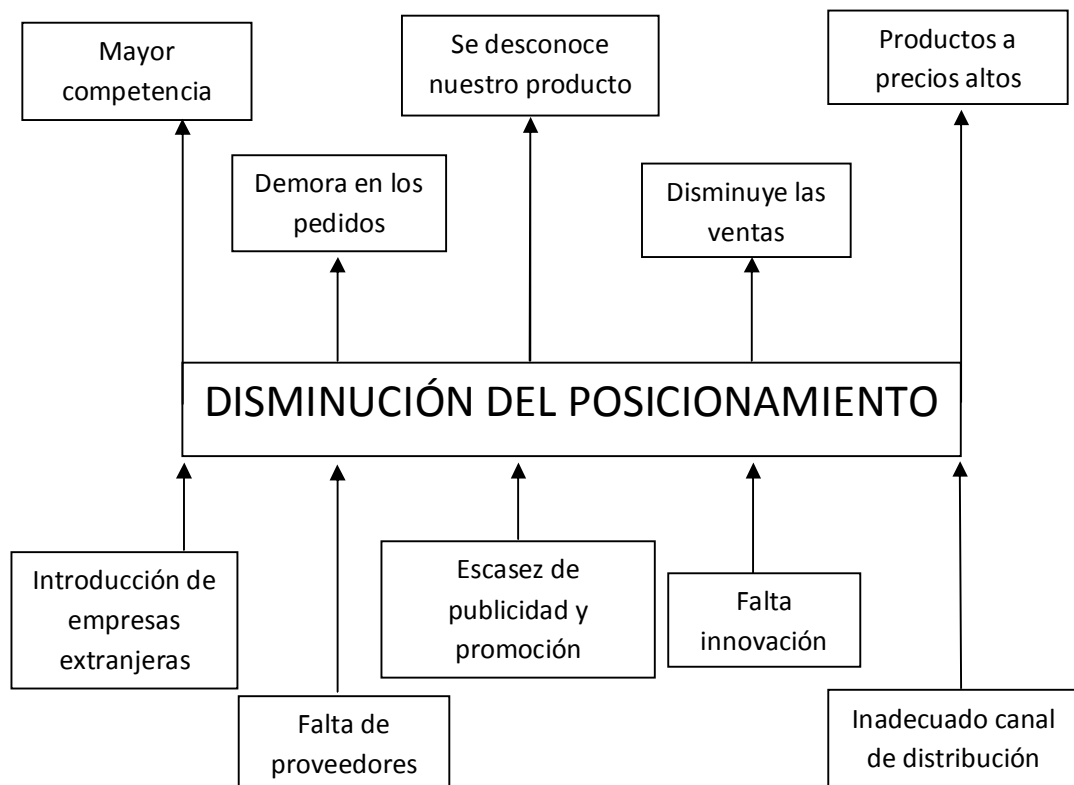 Mayor
competencia
Se desconoce
nuestro producto
Productos a
precios altos
Demora en los
pedidos
Disminuye las
ventas
DISMINUCIÓN DEL POSICIONAMIENTO
Introducción de
empresas
extranjeras
Falta de
proveedores
Escasez de
publicidad y
promoción
Falta
innovación
Inadecuado canal
de distribución